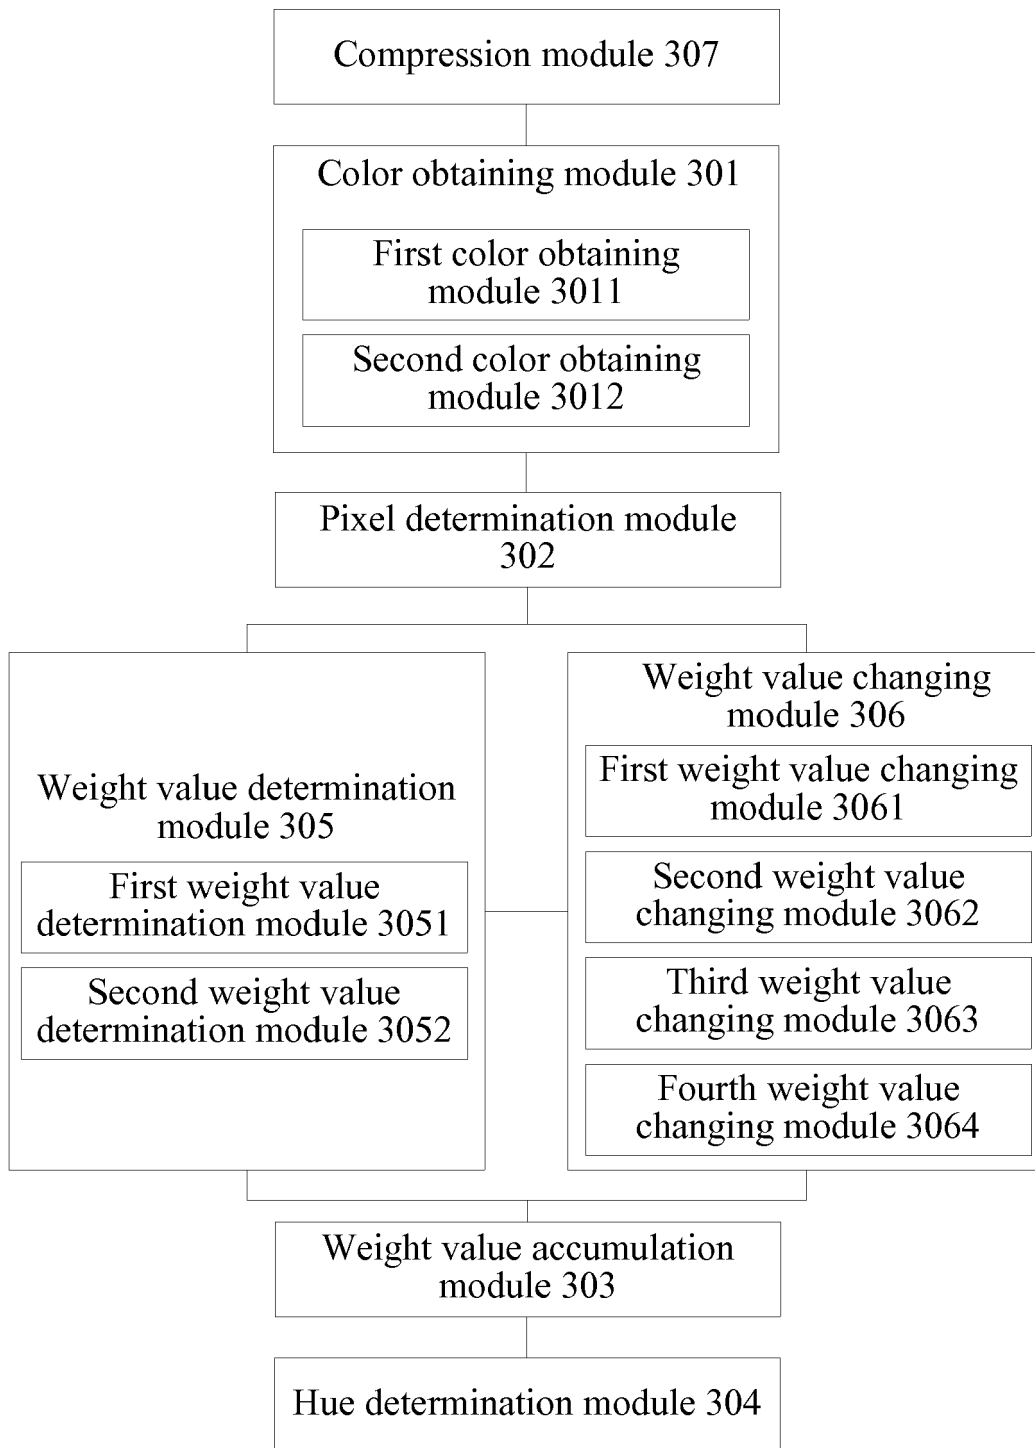 Compression module 307
Color obtaining module 301
First color obtaining
module 3011
Second color obtaining
module 3012
Pixel determination module
302
Weight value determination
module 305
First weight value
determination module 3051
Second weight value
determination module 3052
Weight value changing
module 306
First weight value changing
module 3061
Second weight value
changing module 3062
Third weight value
changing module 3063
Fourth weight value
changing module 3064
Weight value accumulation
module 303
Hue determination module 304